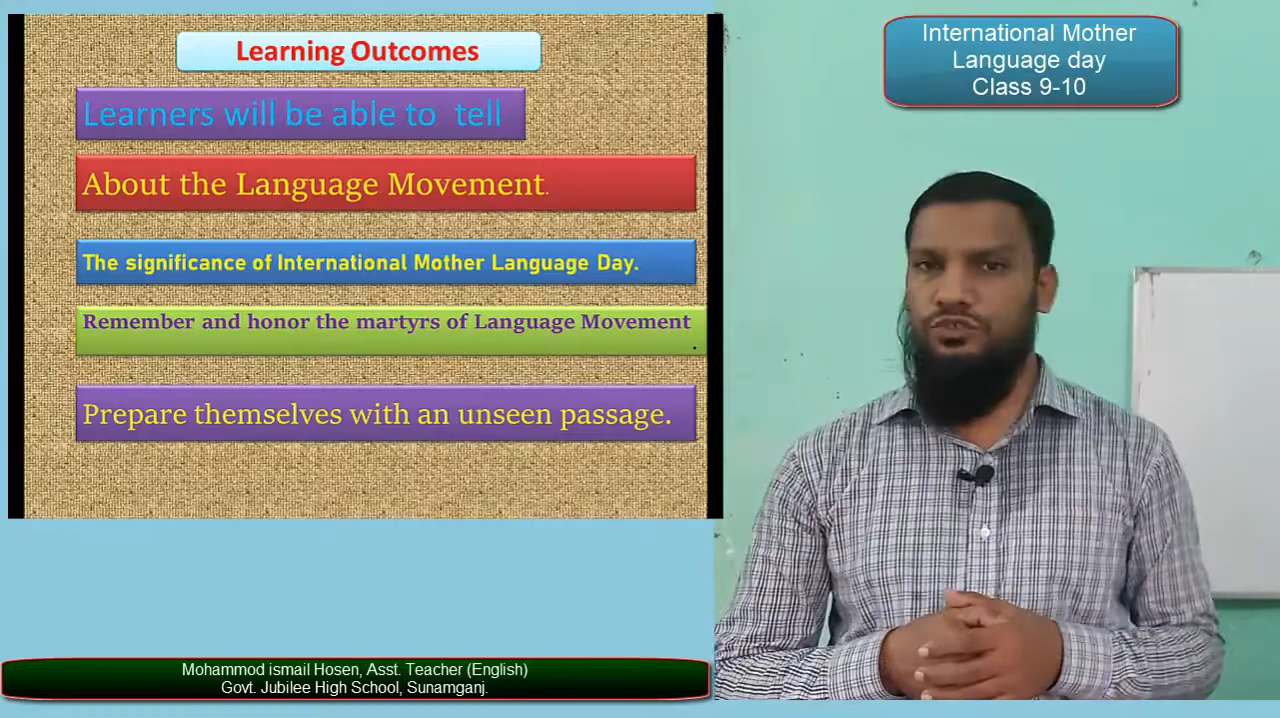 Learning Outcomes
Learners will be able to tell
About the Language Movement.
The significance of International Mother Language Day.
Remember and honor the martyrs of Language Movement
.
Prepare themselves with an unseen passage.
International Mother
Language day
Class 9-10
Mohammod ismail Hosen, Asst. Teacher (English)
Govt. Jubilee High School, Sunamganj.